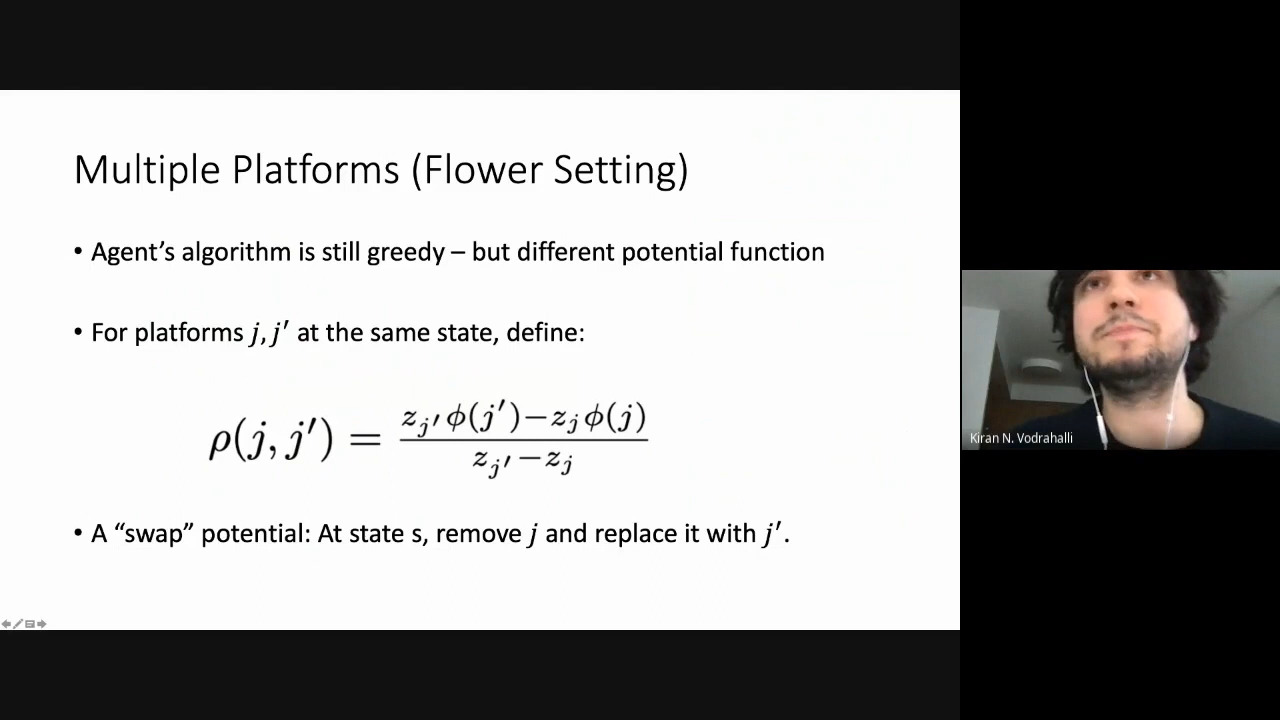 Multiple Platforms (Flower Setting)
• Agent’s algorithm is still greedy – but different potential function
• For platforms j, j′ at the same state, define:
ρ(j, j′) = (z_{j′} ϕ(j′) − z_j ϕ(j)) / (z_{j′} − z_j)
• A “swap” potential: At state s, remove j and replace it with j′.
Kiran N. Vodrahalli